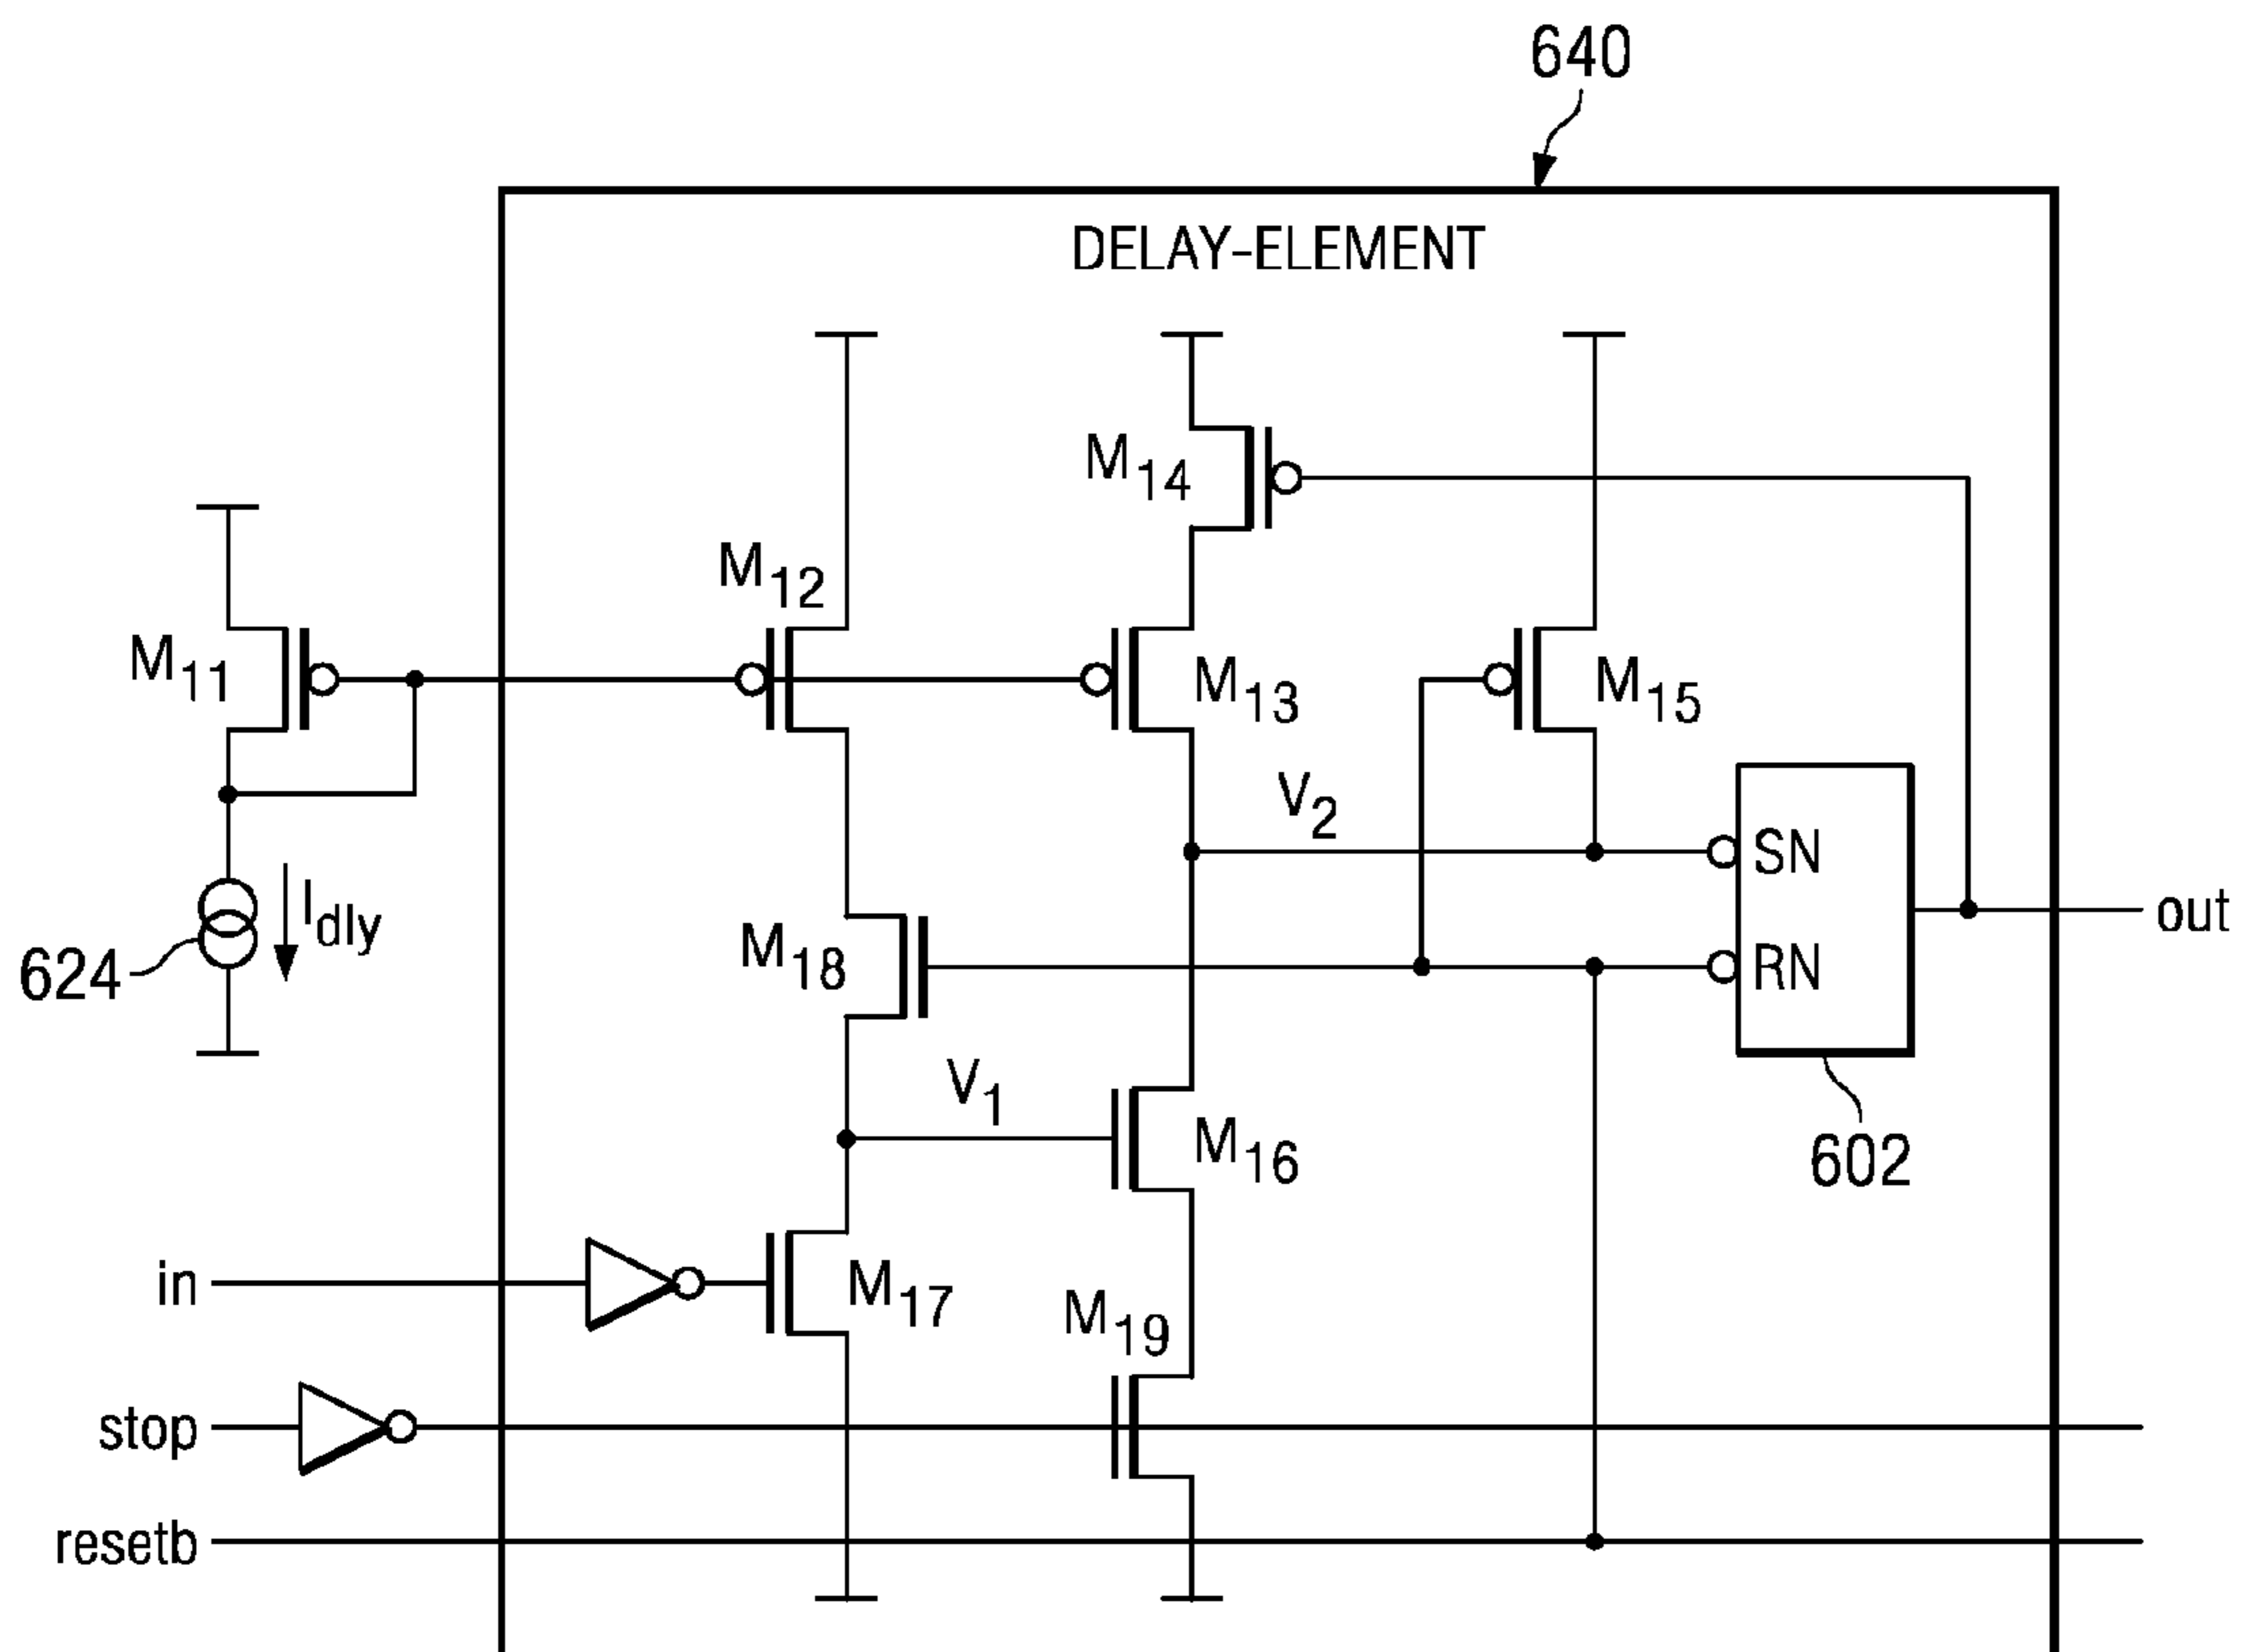 640
DELAY-ELEMENT
M14
M12
M11
M13
M15
V2
SN
Idly
out
M18
624
RN
V1
M16
602
in
M17
M19
stop
resetb